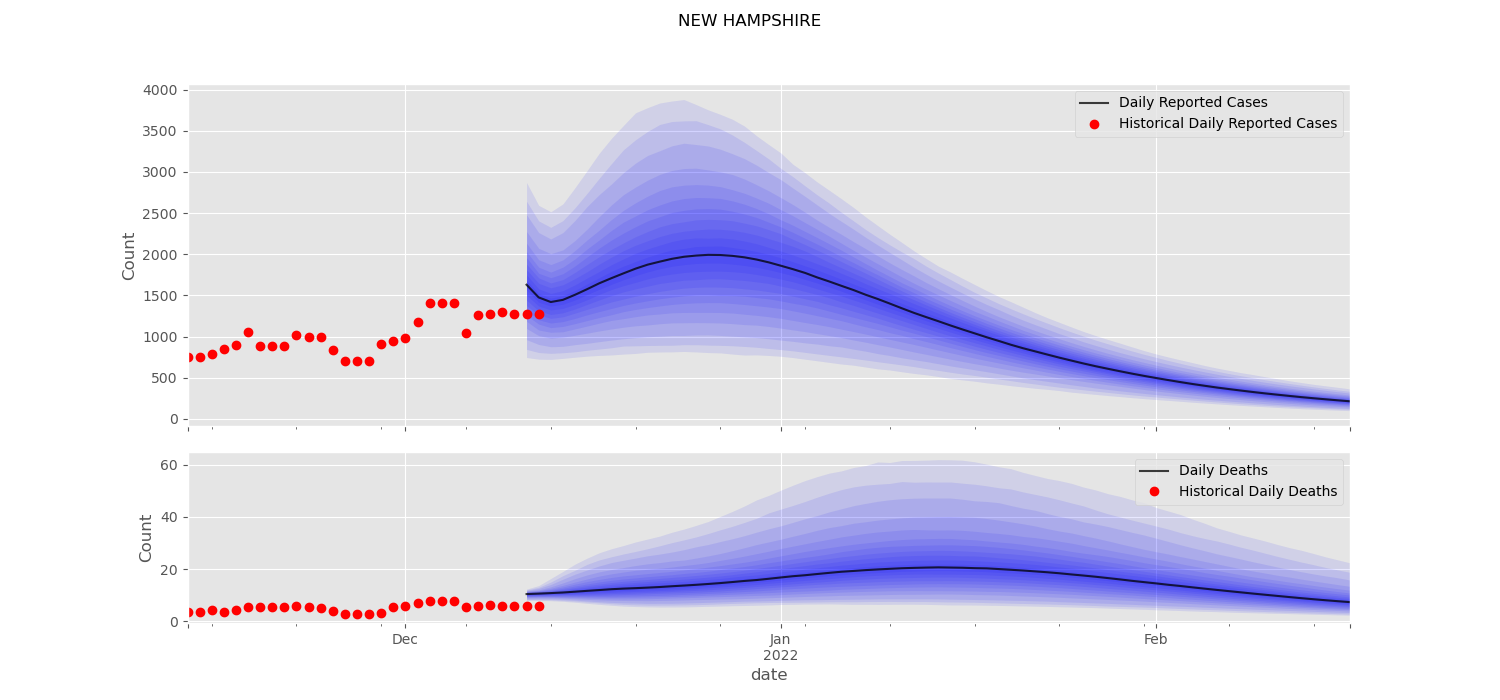 NEW HAMPSHIRE
4000
3500
3000
2500
2000
1500
1000
500
0
Count
Daily Reported Cases
Historical Daily Reported Cases
60
40
20
0
Count
Daily Deaths
Historical Daily Deaths
Dec
Jan
2022
Feb
date